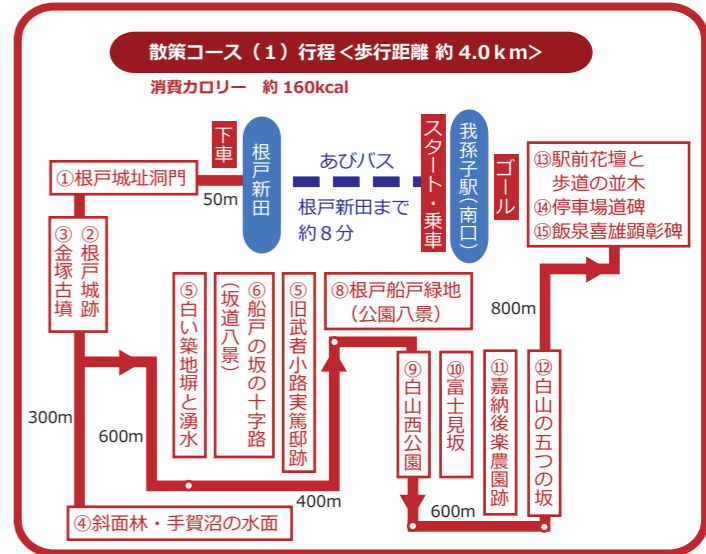 散策コース（1）行程＜歩行距離 約 4.0ｋｍ＞
消費カロリー　約 160kcal
下車
根戸新田
あびバス
根戸新田まで
約８分
スタート・乗車
我孫子駅（南口）
ゴール
①根戸城址洞門
50m
②根戸城跡
③金塚古墳
300m
④斜面林・手賀沼の水面
600m
⑤白い築地塀と湧水
⑥船戸の坂の十字路
（坂道八景）
⑤旧武者小路実篤邸跡
400m
⑧根戸船戸緑地
（公園八景）
⑨白山西公園
⑩富士見坂
600m
⑪嘉納後楽農園跡
⑫白山の五つの坂
800m
⑬駅前花壇と
歩道の並木
⑭停車場道碑
⑮飯泉喜雄顕彰碑